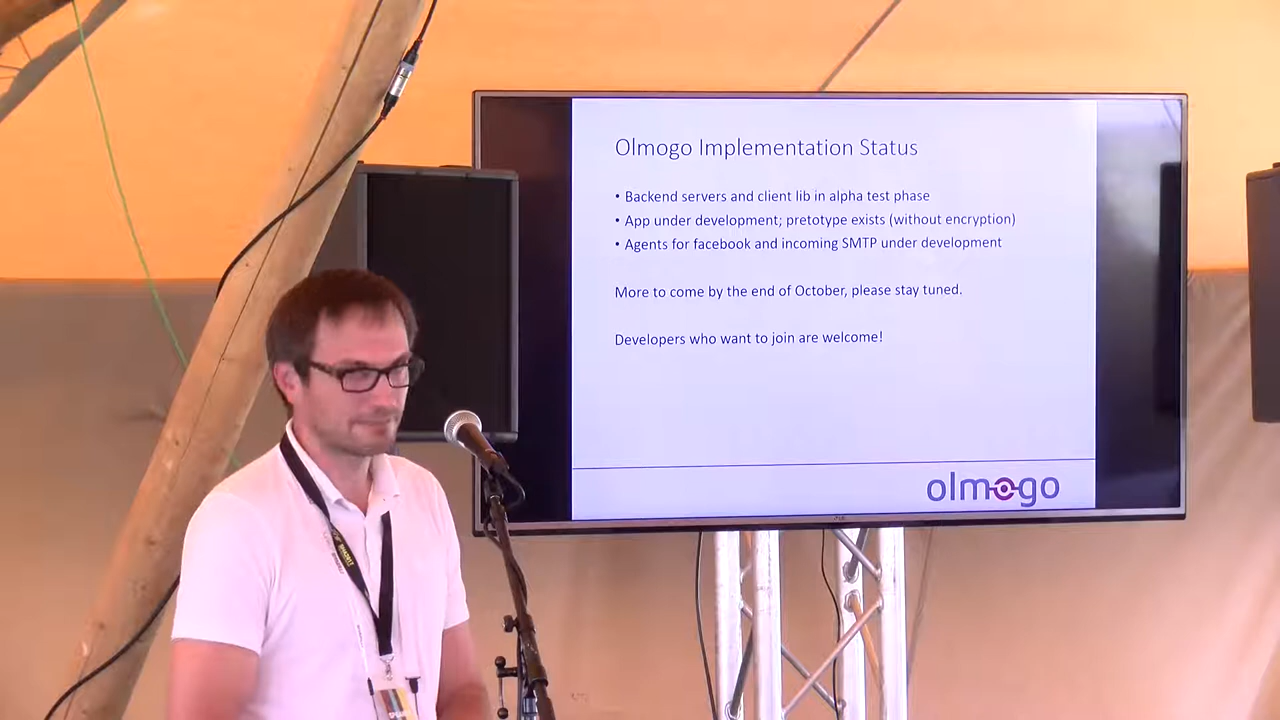 Olmogo Implementation Status
• Backend servers and client lib in alpha test phase
• App under development; pretotype exists (without encryption)
• Agents for facebook and incoming SMTP under development
More to come by the end of October, please stay tuned.
Developers who want to join are welcome!
olmogo